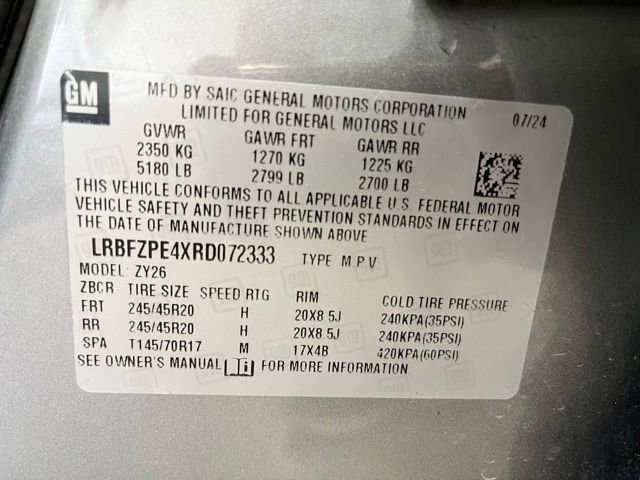 GM
MFD BY SAIC GENERAL MOTORS CORPORATION
LIMITED FOR GENERAL MOTORS LLC
07/24
GVWR GAWR FRT GAWR RR
2350 KG 1270 KG 1225 KG
5180 LB 2799 LB 2700 LB
THIS VEHICLE CONFORMS TO ALL APPLICABLE U.S. FEDERAL MOTOR
VEHICLE SAFETY AND THEFT PREVENTION STANDARDS IN EFFECT ON
THE DATE OF MANUFACTURE SHOWN ABOVE
LRBFZPE4XRD072333 TYPE M P V
MODEL: ZY26
ZBCR TIRE SIZE SPEED RTG RIM COLD TIRE PRESSURE
FRT 245/45R20 H 20X8.5J 240KPA(35PSI)
RR 245/45R20 H 20X8.5J 240KPA(35PSI)
SPA T145/70R17 M 17X4B 420KPA(60PSI)
SEE OWNER'S MANUAL FOR MORE INFORMATION